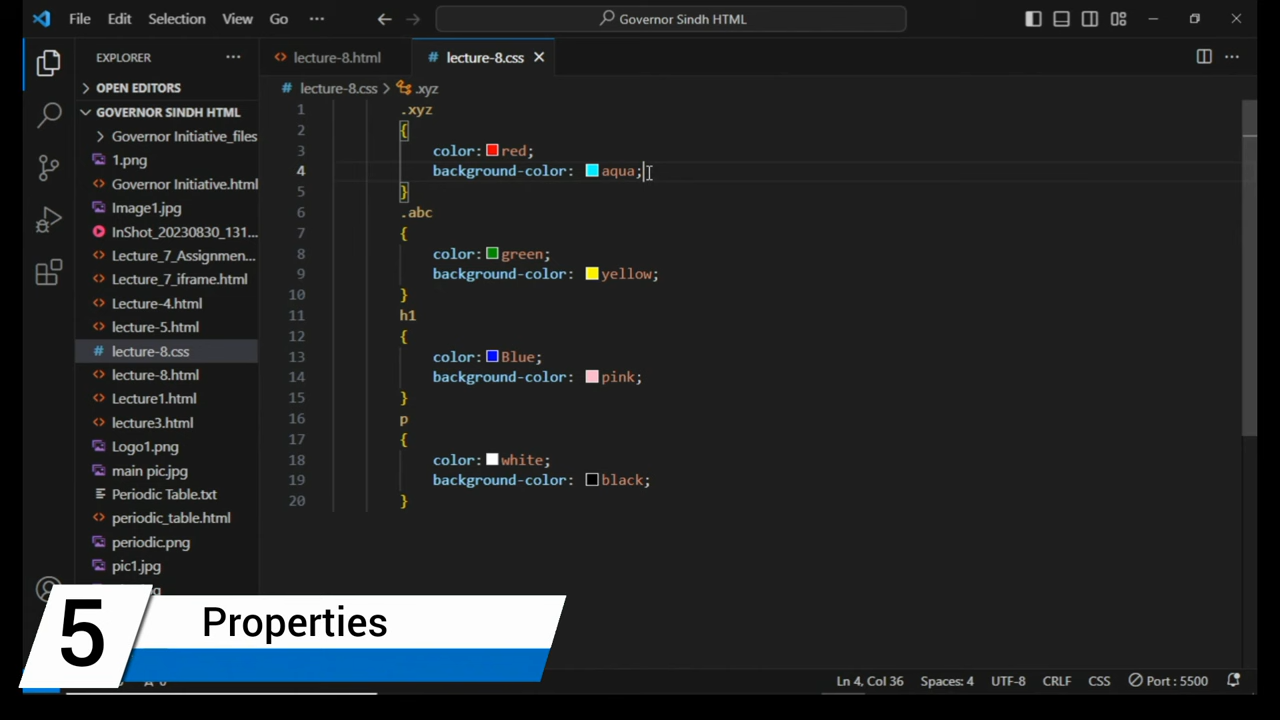 File Edit Selection View Go ··· Governor Sindh HTML
EXPLORER ··· lecture-8.html # lecture-8.css
OPEN EDITORS # lecture-8.css > .xyz
GOVERNOR SINDH HTML
Governor Initiative_files
1.png
Governor Initiative.html
Image1.jpg
InShot_20230830_131...
Lecture_7_Assignmen...
Lecture_7_iframe.html
Lecture-4.html
lecture-5.html
# lecture-8.css
lecture-8.html
Lecture1.html
lecture3.html
Logo1.png
main pic.jpg
Periodic Table.txt
periodic_table.html
periodic.png
pic1.jpg
1 .xyz
2 {
3 color: red;
4 background-color: aqua;
5 }
6 .abc
7 {
8 color: green;
9 background-color: yellow;
10 }
11 h1
12 {
13 color: Blue;
14 background-color: pink;
15 }
16 p
17 {
18 color: white;
19 background-color: black;
20 }
5 Properties
Ln 4, Col 36 Spaces: 4 UTF-8 CRLF CSS Port : 5500